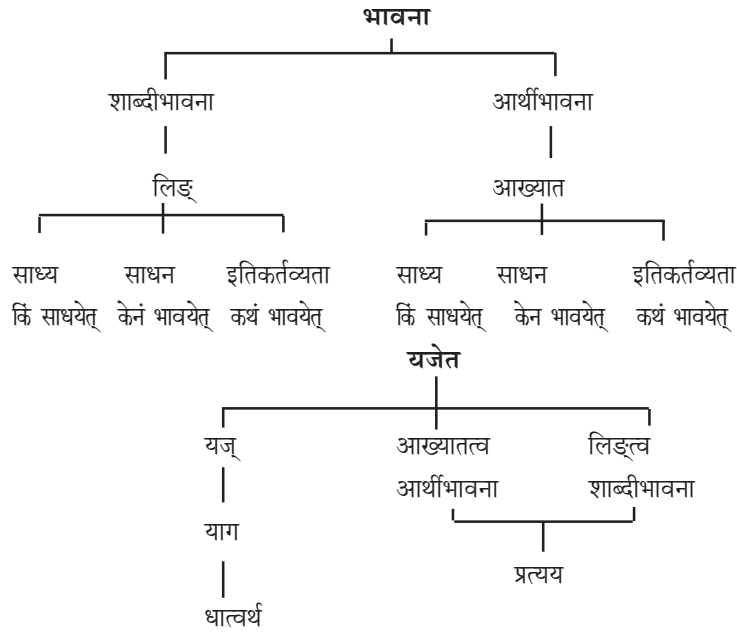 भावना
शाब्दीभावना आर्थीभावना
लिङ् आख्यात
साध्य साधन इतिकर्तव्यता साध्य साधन इतिकर्तव्यता
किं साधयेत् केनं भावयेत् कथं भावयेत् किं साधयेत् केन भावयेत् कथं भावयेत्
यजेत
यज् आख्यातत्व लिङ्त्व
आर्थीभावना शाब्दीभावना
याग
प्रत्यय
धात्वर्थ